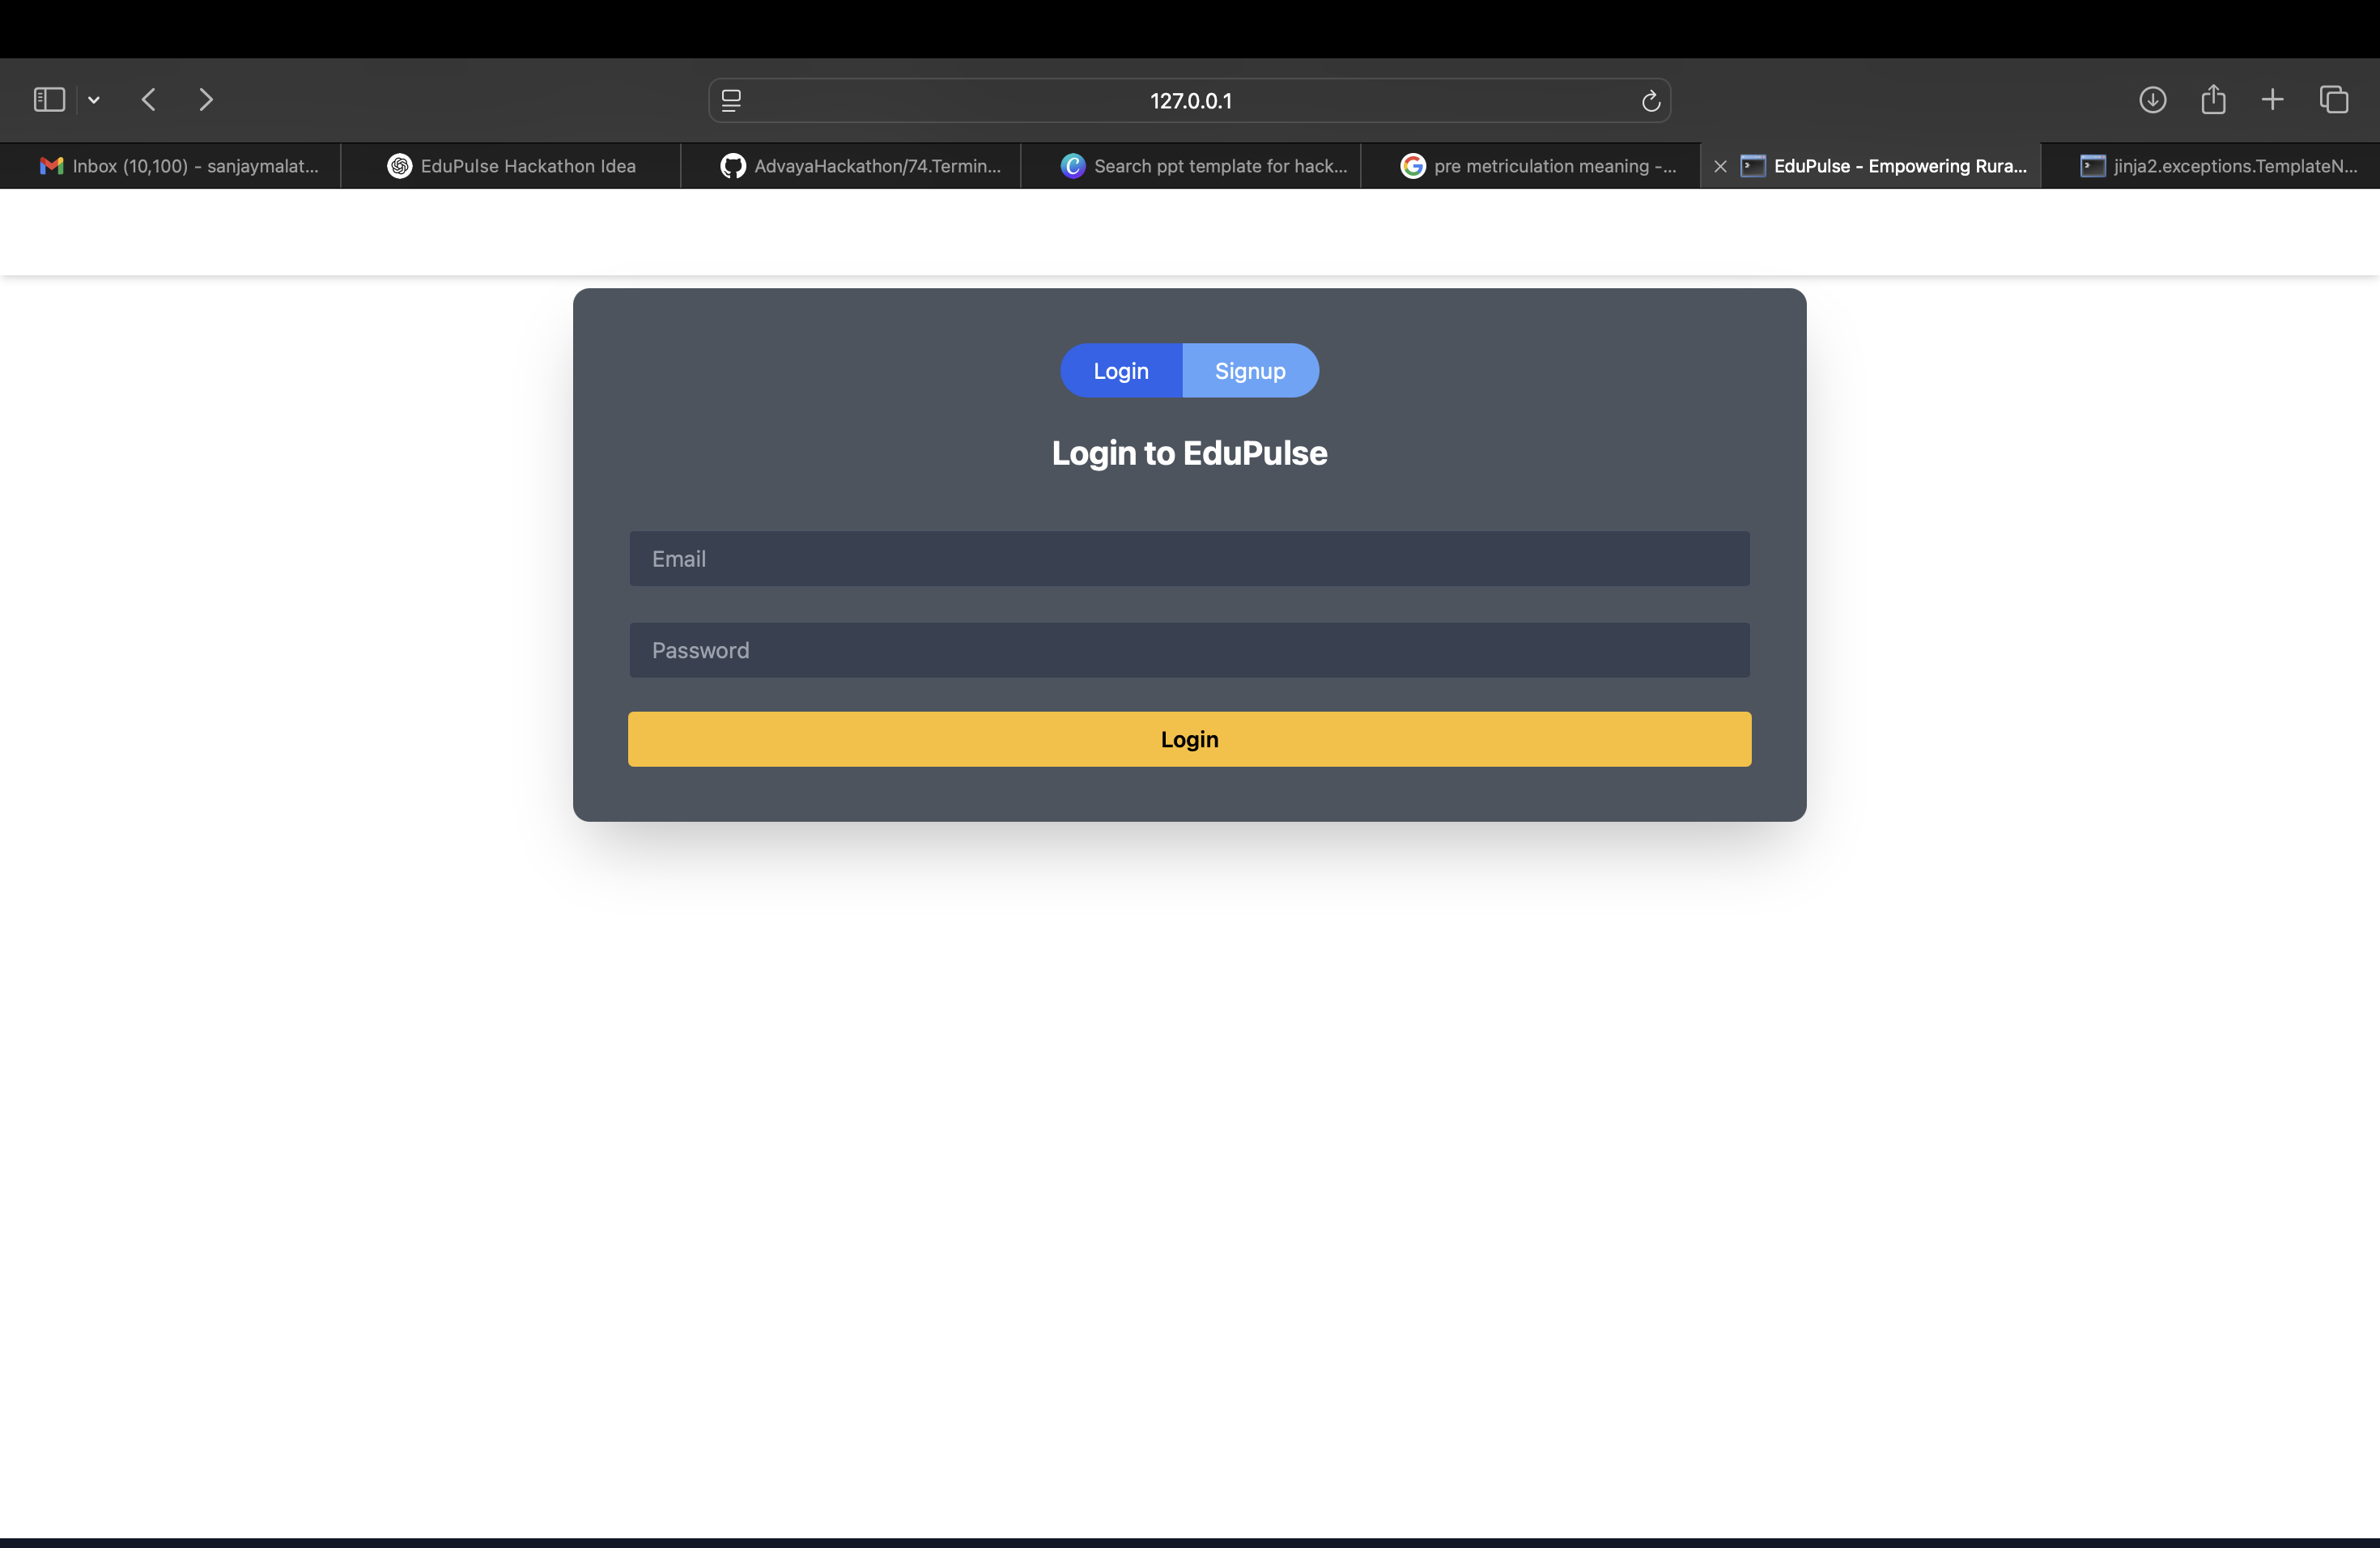 127.0.0.1
Inbox (10,100) - sanjaymalat...
EduPulse Hackathon Idea
AdvayaHackathon/74.Termin...
Search ppt template for hack...
pre metriculation meaning -...
EduPulse - Empowering Rura...
jinja2.exceptions.TemplateN...
Login
Signup
Login to EduPulse
Email
Password
Login